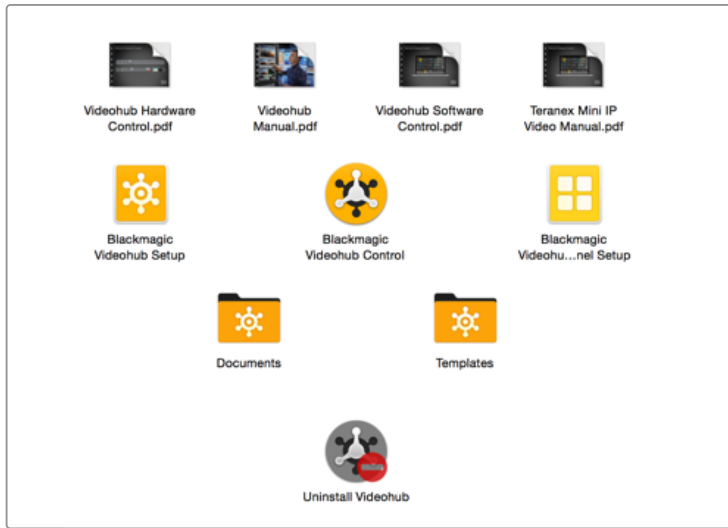 Videohub Hardware
Control.pdf
Videohub
Manual.pdf
Videohub Software
Control.pdf
Teranex Mini IP
Video Manual.pdf
Blackmagic
Videohub Setup
Blackmagic
Videohub Control
Blackmagic
Videohu...nel Setup
Documents
Templates
Uninstall Videohub